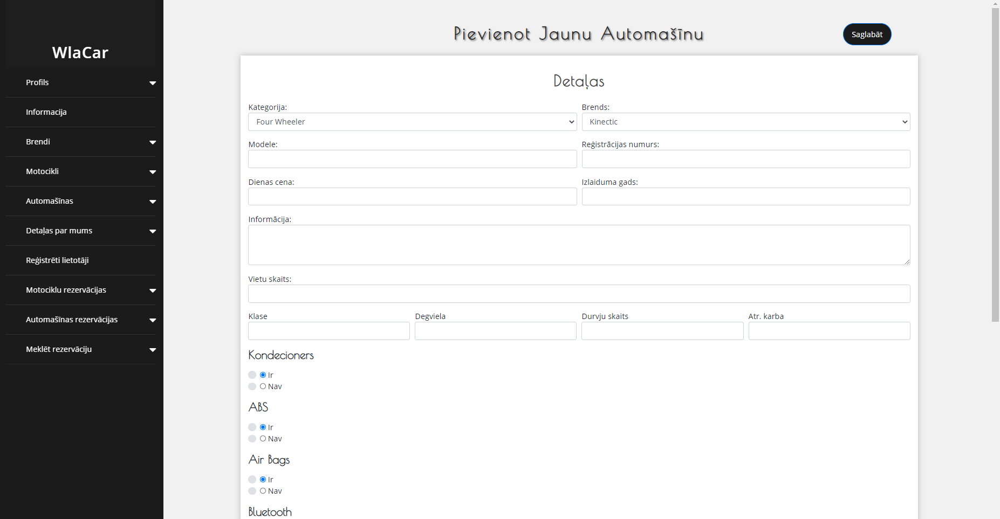 WlaCar
Profils
Informacija
Brendi
Motocikli
Automašīnas
Detaļas par mums
Reģistrēti lietotāji
Motociklu rezervācijas
Automašīnas rezervācijas
Meklēt rezervāciju
Pievienot Jaunu Automašīnu
Saglabāt
Detaļas
Kategorija: Brends:
Four Wheeler Kinectic
Modele: Reģistrācijas numurs:
Dienas cena: Izlaiduma gads:
Informācija:
Vietu skaits:
Klase Degviela Durvju skaits Atr. karba
Kondecioners
Ir
Nav
ABS
Ir
Nav
Air Bags
Ir
Nav
Bluetooth